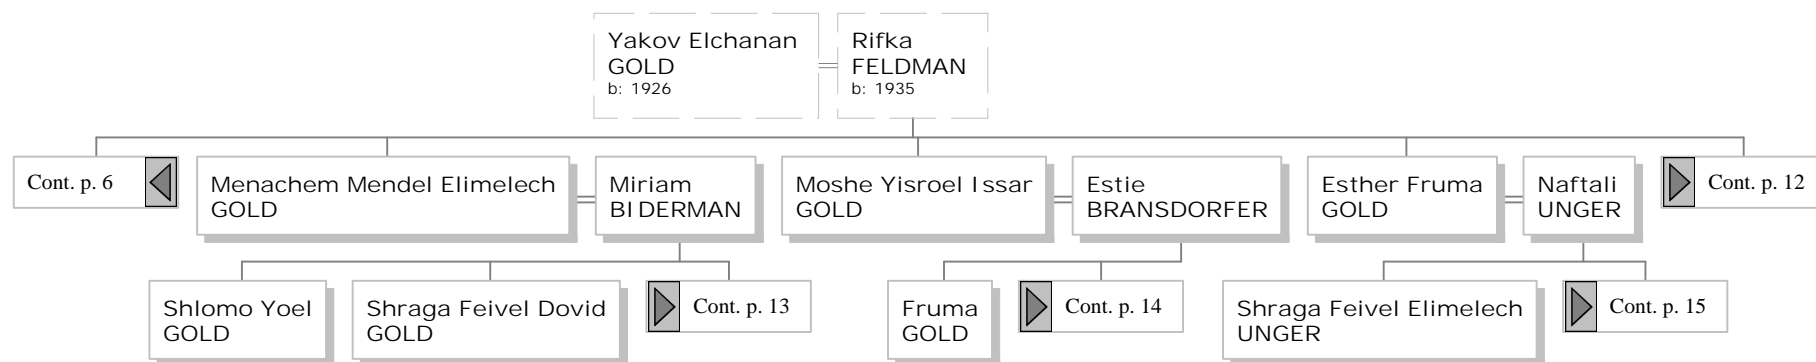 Yakov Elchanan
GOLD
b: 1926
Rifka
FELDMAN
b: 1935
Cont. p. 6
Menachem Mendel Elimelech
GOLD
Miriam
BIDERMAN
Moshe Yisroel Issar
GOLD
Estie
BRANSDORFER
Esther Fruma
GOLD
Naftali
UNGER
Cont. p. 12
Shlomo Yoel
GOLD
Shraga Feivel Dovid
GOLD
Cont. p. 13
Fruma
GOLD
Cont. p. 14
Shraga Feivel Elimelech
UNGER
Cont. p. 15